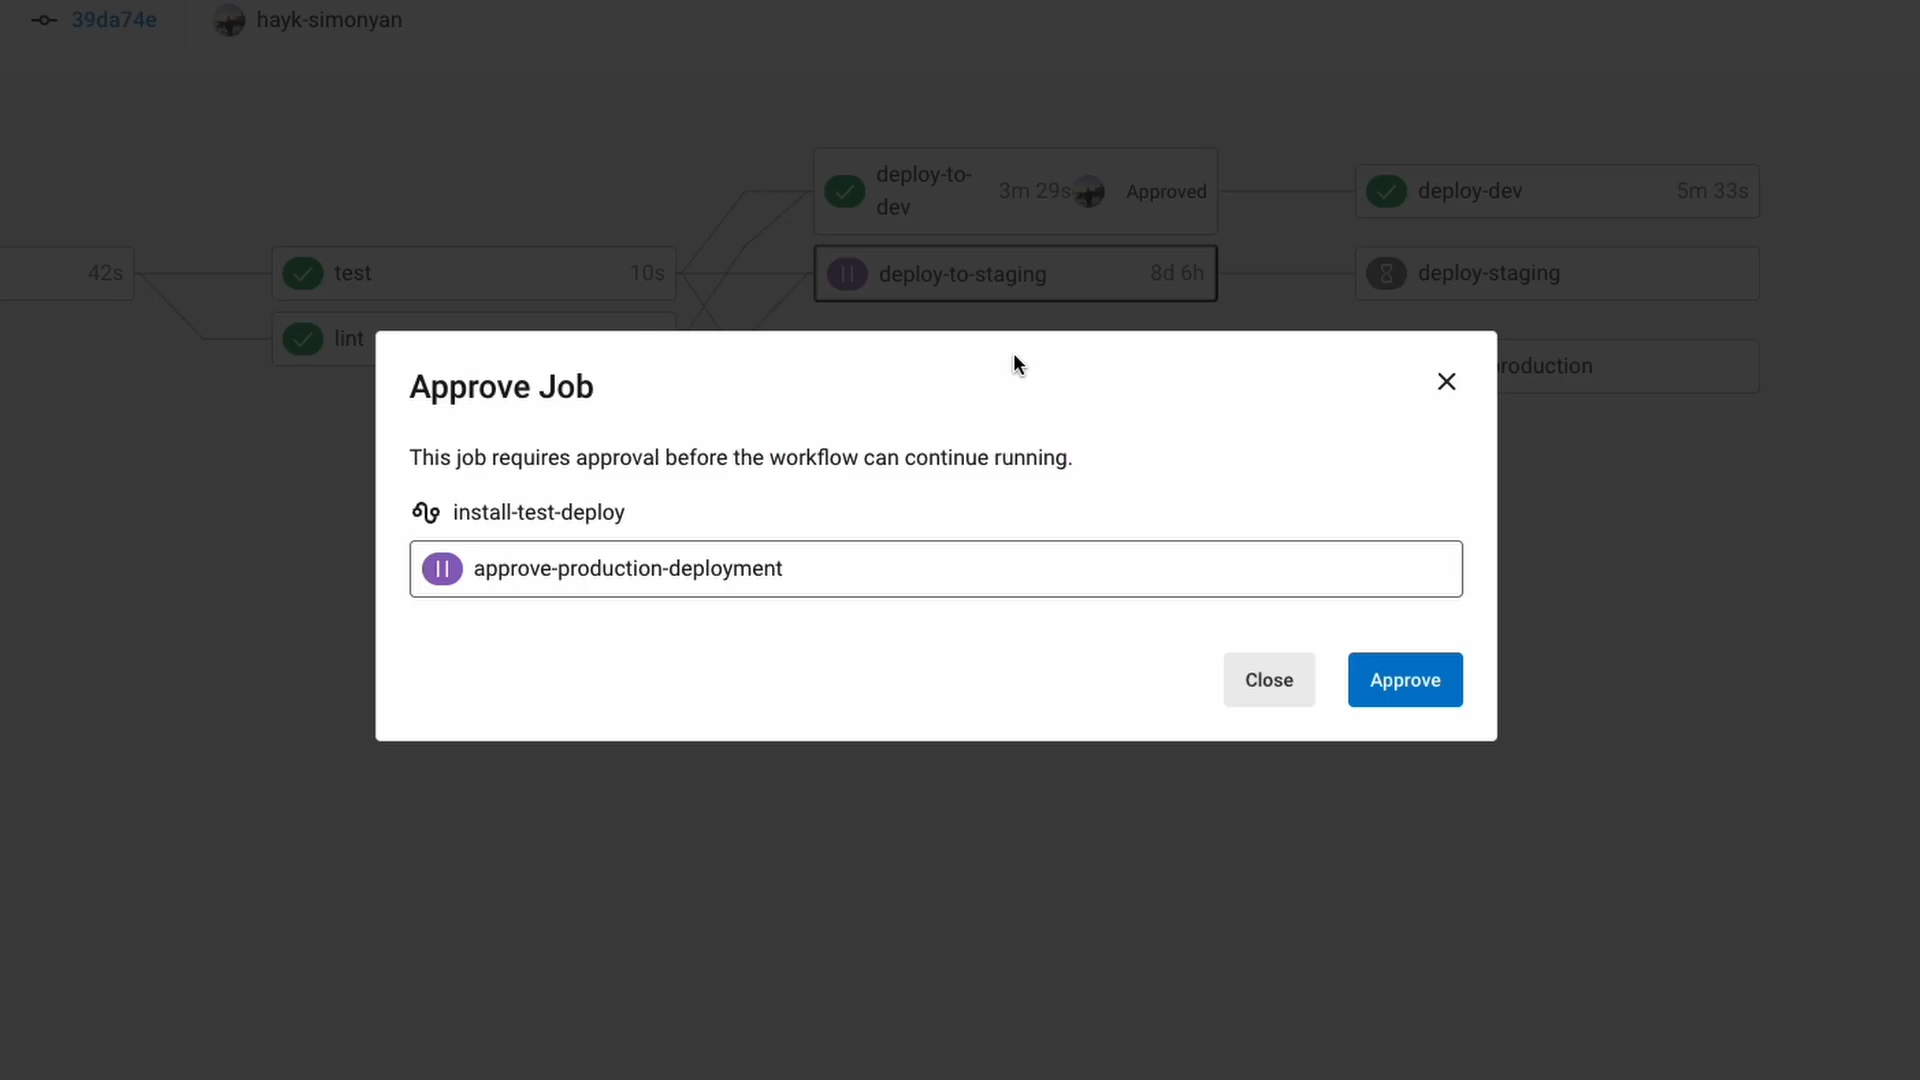 39da74e
hayk-simonyan
deploy-to-
dev
3m 29s
Approved
deploy-dev
5m 33s
42s
test
10s
deploy-to-staging
8d 6h
deploy-staging
lint
production
Approve Job
This job requires approval before the workflow can continue running.
install-test-deploy
approve-production-deployment
Close
Approve